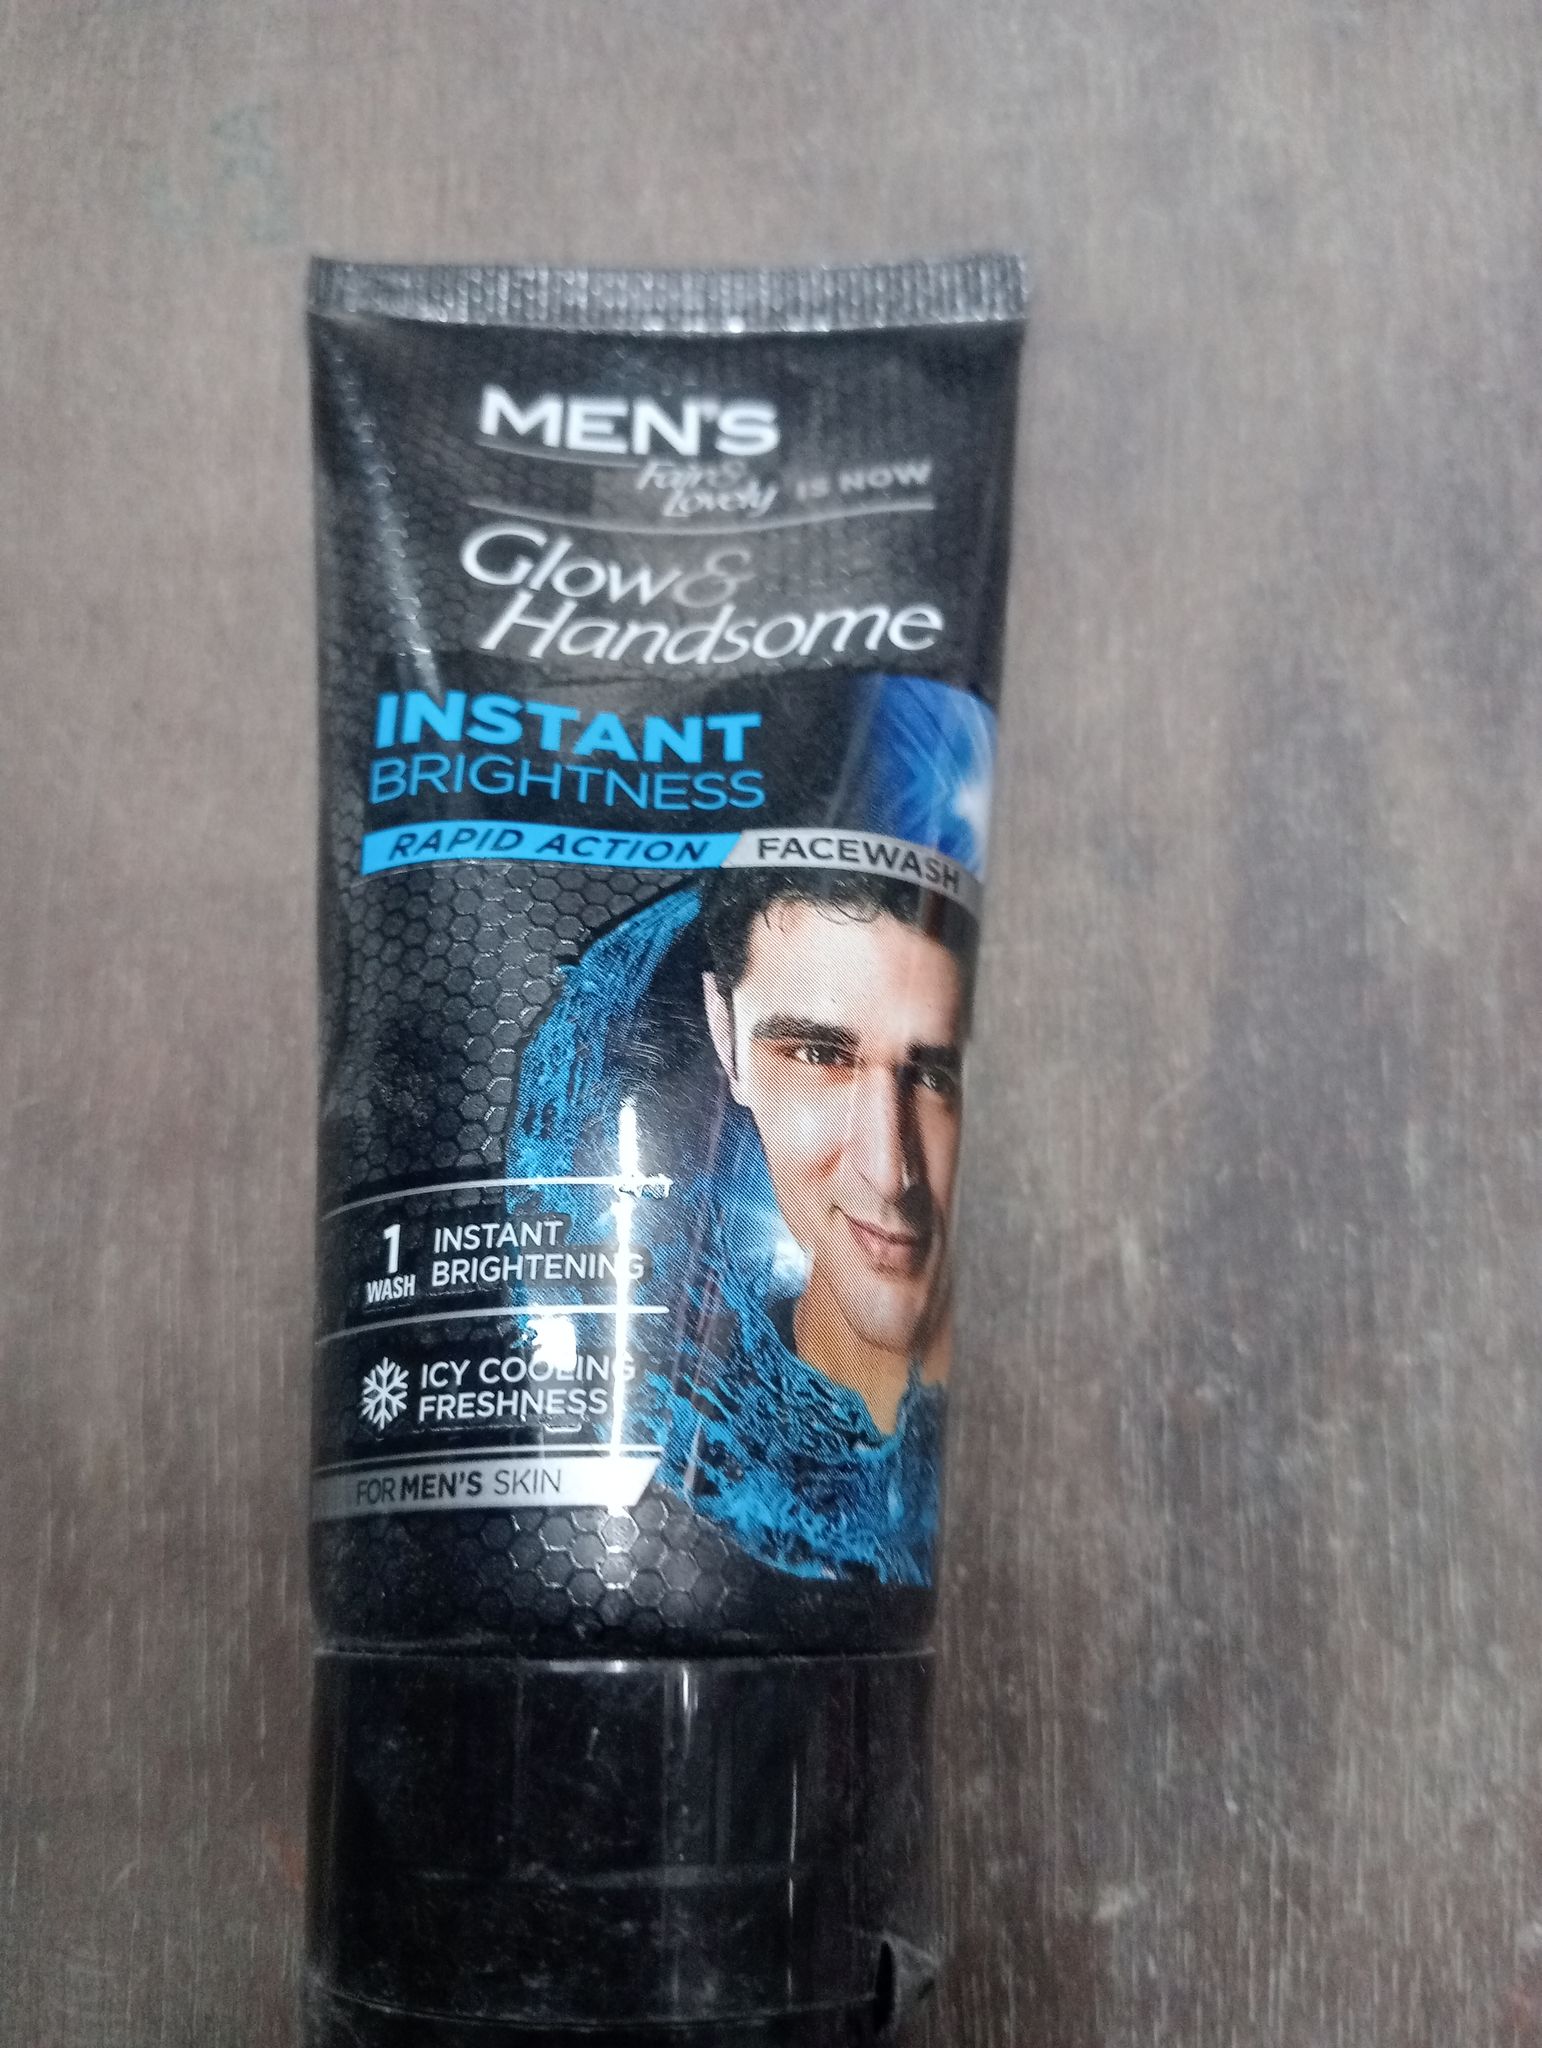 MEN'S
Fair & Lovely IS NOW
Glow &
Handsome
INSTANT
BRIGHTNESS
RAPID ACTION FACEWASH
1 WASH INSTANT BRIGHTENING
ICY COOLING
FRESHNESS
FOR MEN'S SKIN